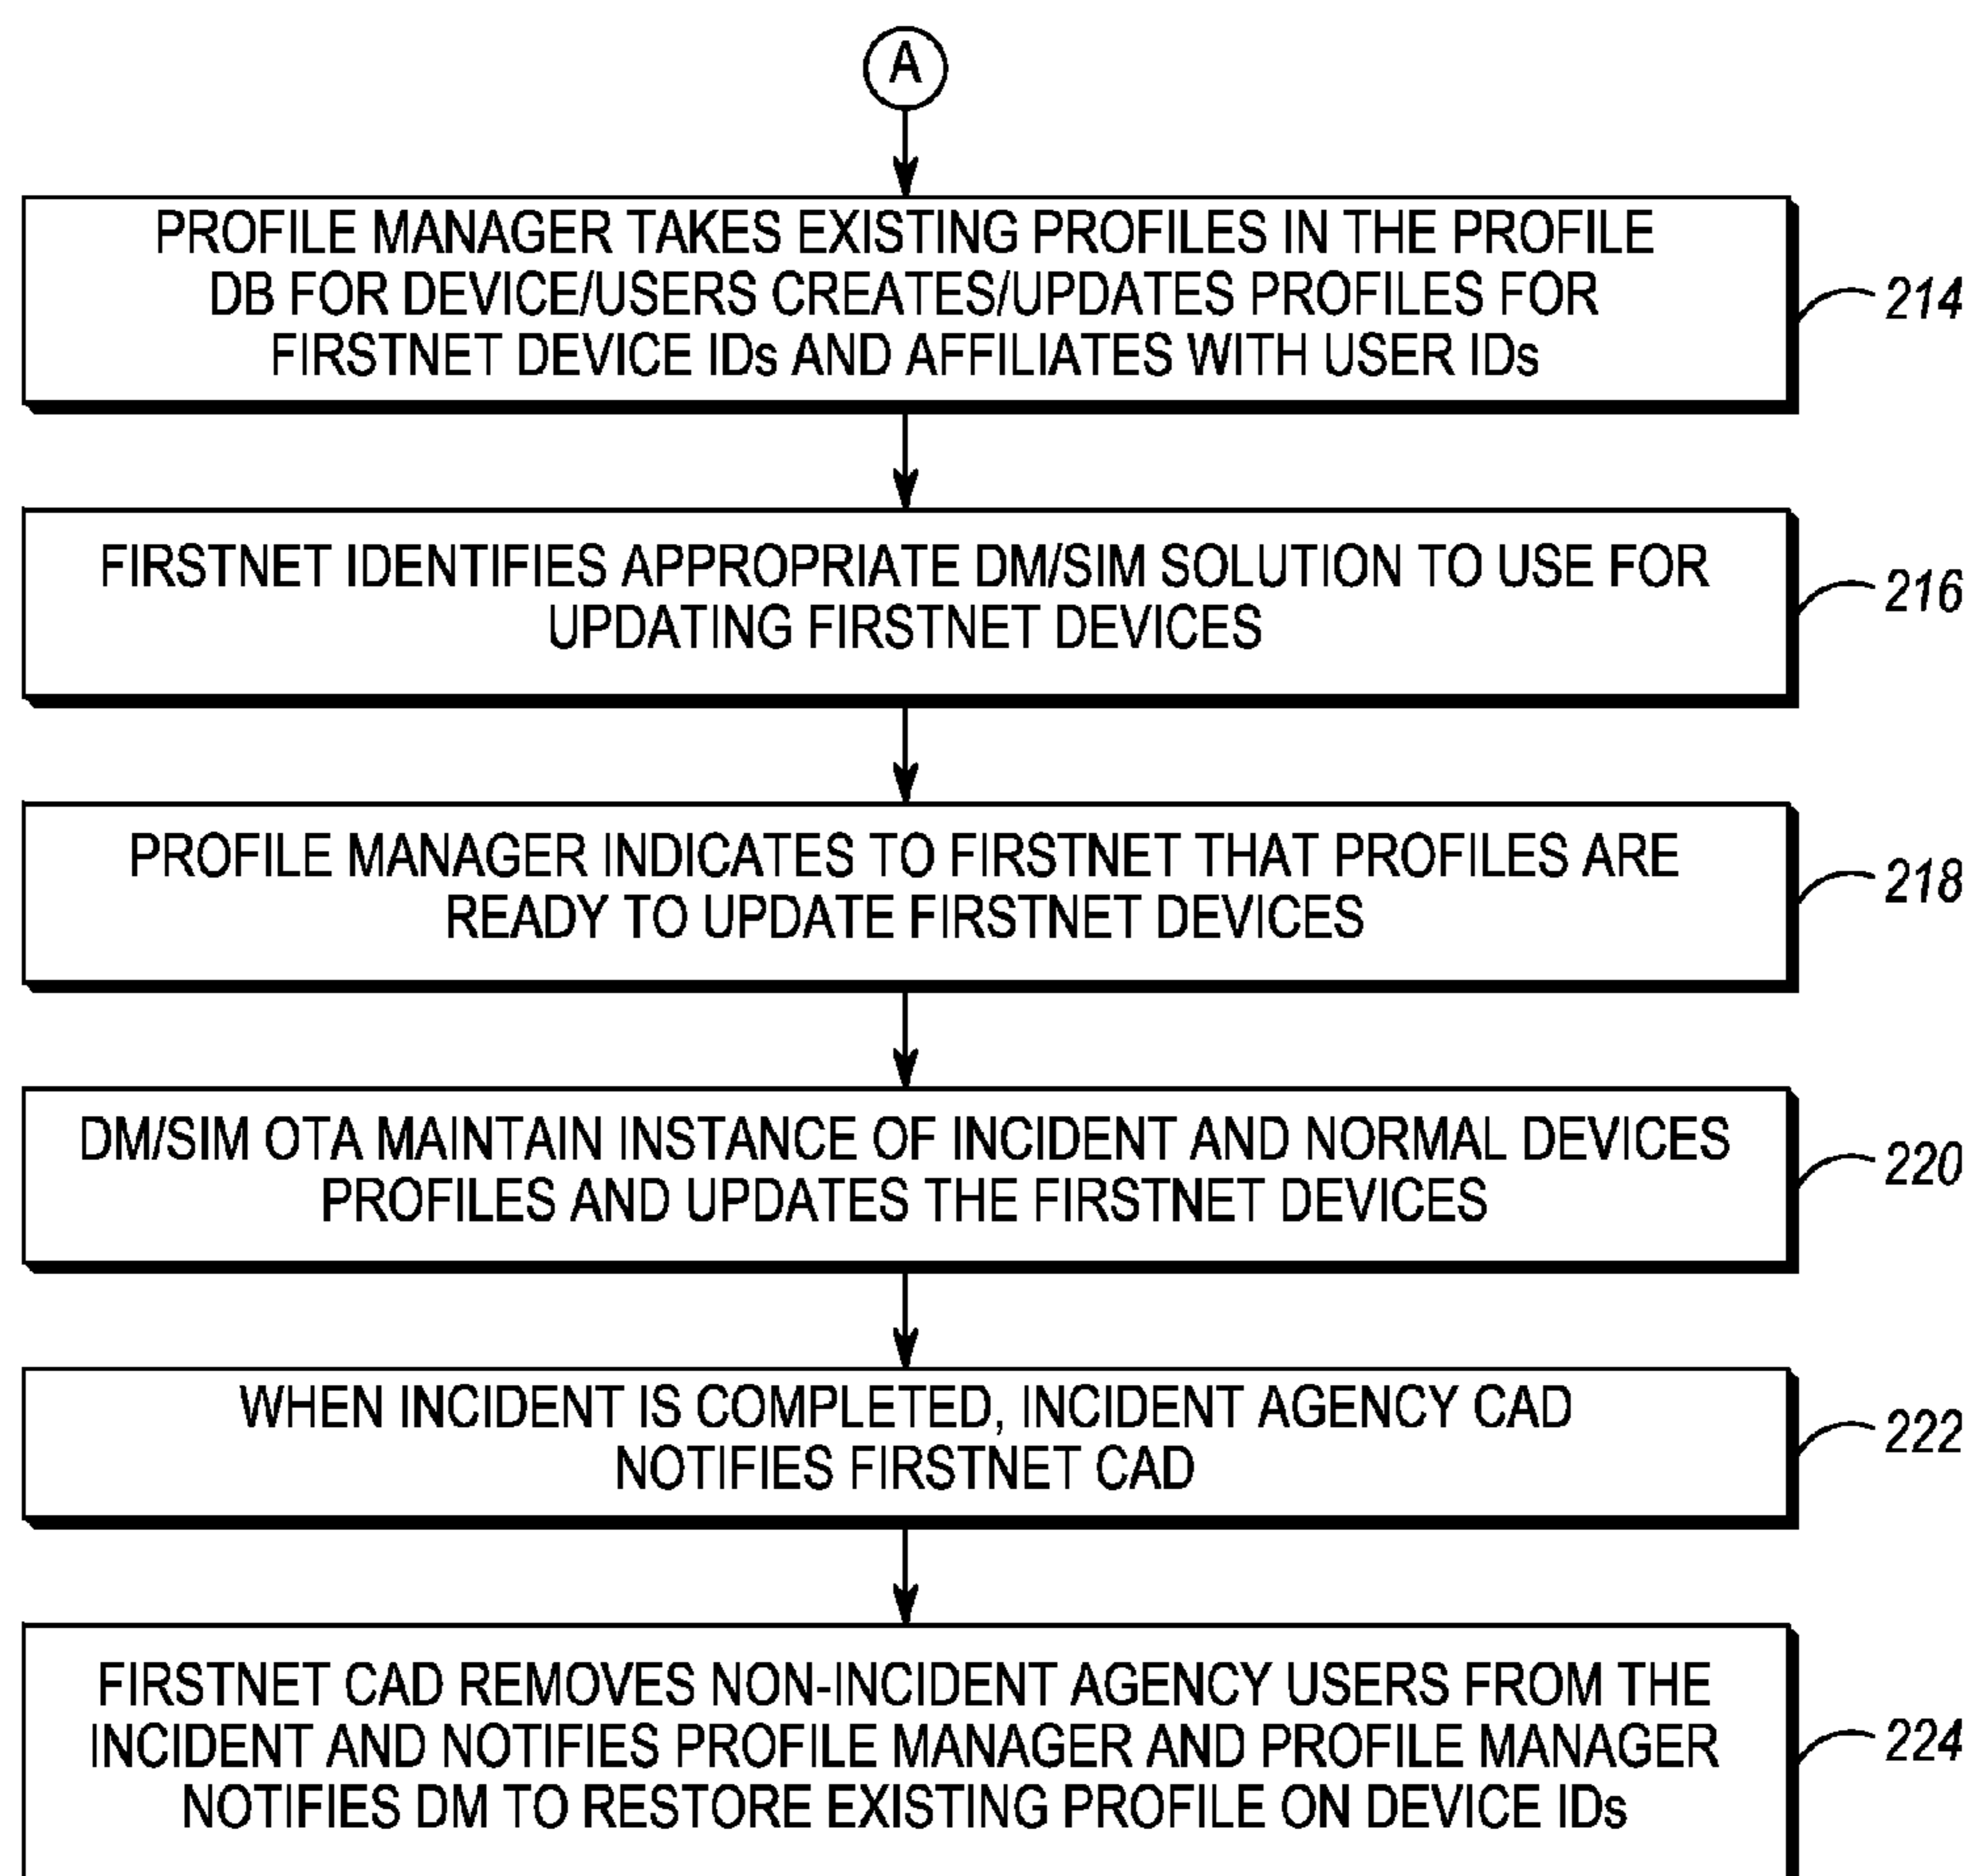 A
PROFILE MANAGER TAKES EXISTING PROFILES IN THE PROFILE
DB FOR DEVICE/USERS CREATES/UPDATES PROFILES FOR
FIRSTNET DEVICE IDs AND AFFILIATES WITH USER IDs
214
FIRSTNET IDENTIFIES APPROPRIATE DM/SIM SOLUTION TO USE FOR
UPDATING FIRSTNET DEVICES
216
PROFILE MANAGER INDICATES TO FIRSTNET THAT PROFILES ARE
READY TO UPDATE FIRSTNET DEVICES
218
DM/SIM OTA MAINTAIN INSTANCE OF INCIDENT AND NORMAL DEVICES
PROFILES AND UPDATES THE FIRSTNET DEVICES
220
WHEN INCIDENT IS COMPLETED, INCIDENT AGENCY CAD
NOTIFIES FIRSTNET CAD
222
FIRSTNET CAD REMOVES NON-INCIDENT AGENCY USERS FROM THE
INCIDENT AND NOTIFIES PROFILE MANAGER AND PROFILE MANAGER
NOTIFIES DM TO RESTORE EXISTING PROFILE ON DEVICE IDs
224